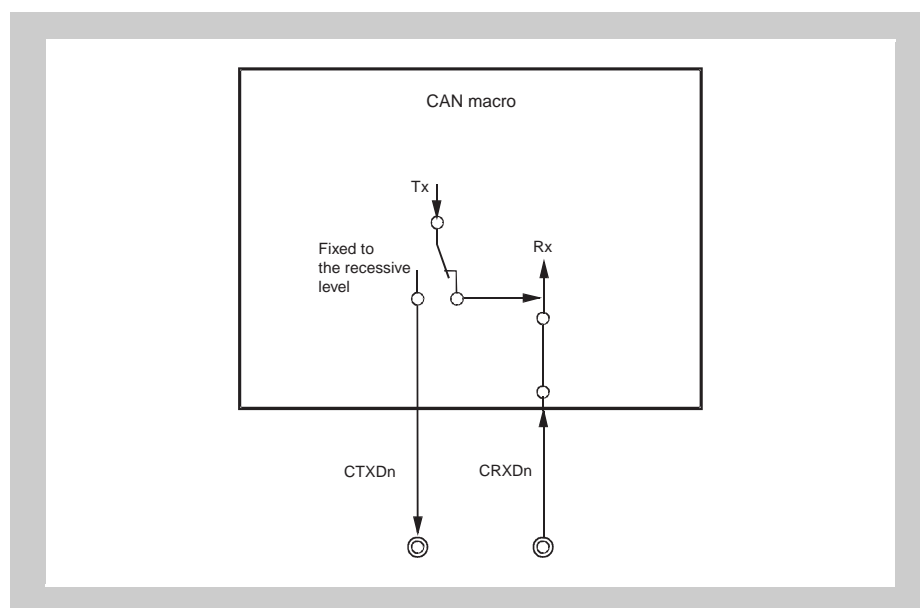 CAN macro
Tx
Rx
Fixed to
the recessive
level
CTXDn
CRXDn